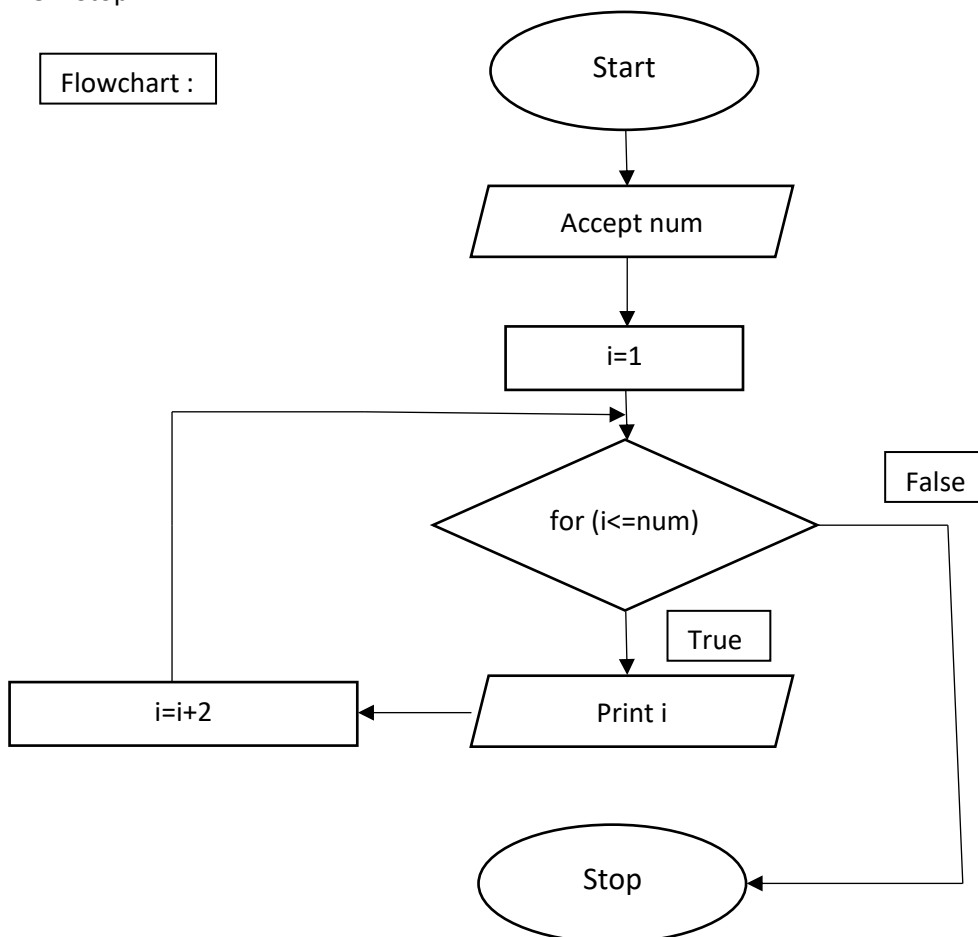 Flowchart :
Start
Accept num
i=1
for (i<=num)
False
True
Print i
i=i+2
Stop